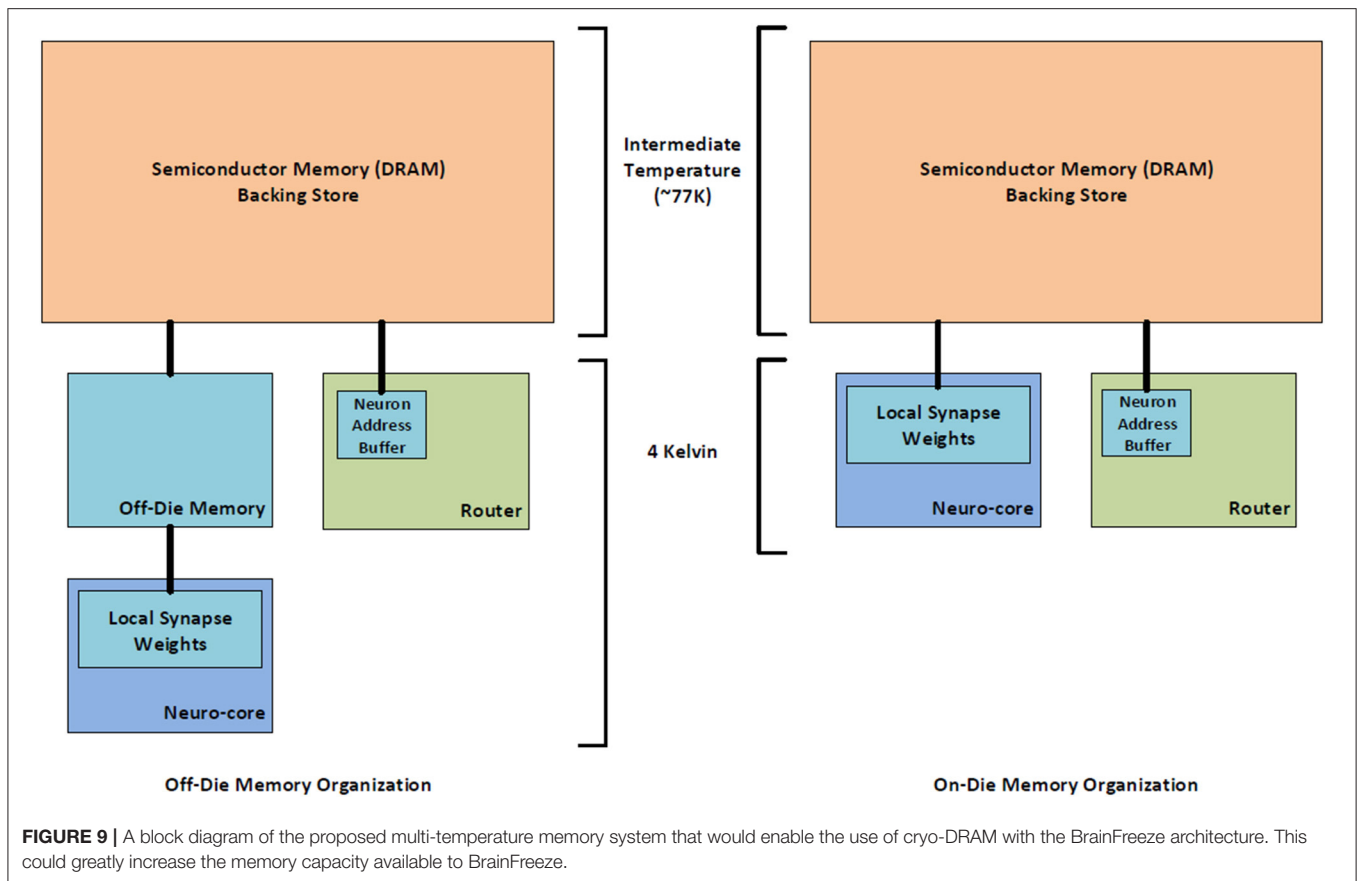 Semiconductor Memory (DRAM)
Backing Store
Intermediate
Temperature
(~77K)
Semiconductor Memory (DRAM)
Backing Store
Off-Die Memory
Neuron
Address
Buffer
Router
4 Kelvin
Local Synapse
Weights
Neuro-core
Neuron
Address
Buffer
Router
Local Synapse
Weights
Neuro-core
Off-Die Memory Organization
On-Die Memory Organization
FIGURE 9 | A block diagram of the proposed multi-temperature memory system that would enable the use of cryo-DRAM with the BrainFreeze architecture. This
could greatly increase the memory capacity available to BrainFreeze.